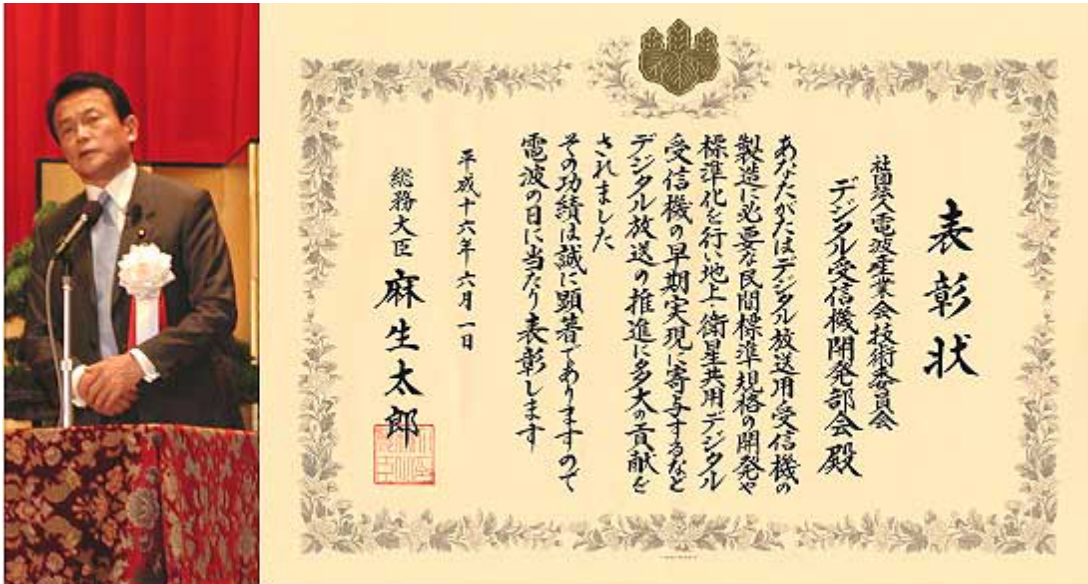 表彰状
社団法人電波産業会技術委員会
デジタル受信機開発部会殿
あなたがたはデジタル放送用受信機の
製造に必要な民間標準規格の開発や
標準化を行い地上・衛星共用デジタル
受信機の早期実現に寄与するなど
デジタル放送の推進に多大の貢献を
されました
その功績は誠に顕著でありますので
電波の日に当たり表彰します
平成十六年六月一日
総務大臣 麻生太郎